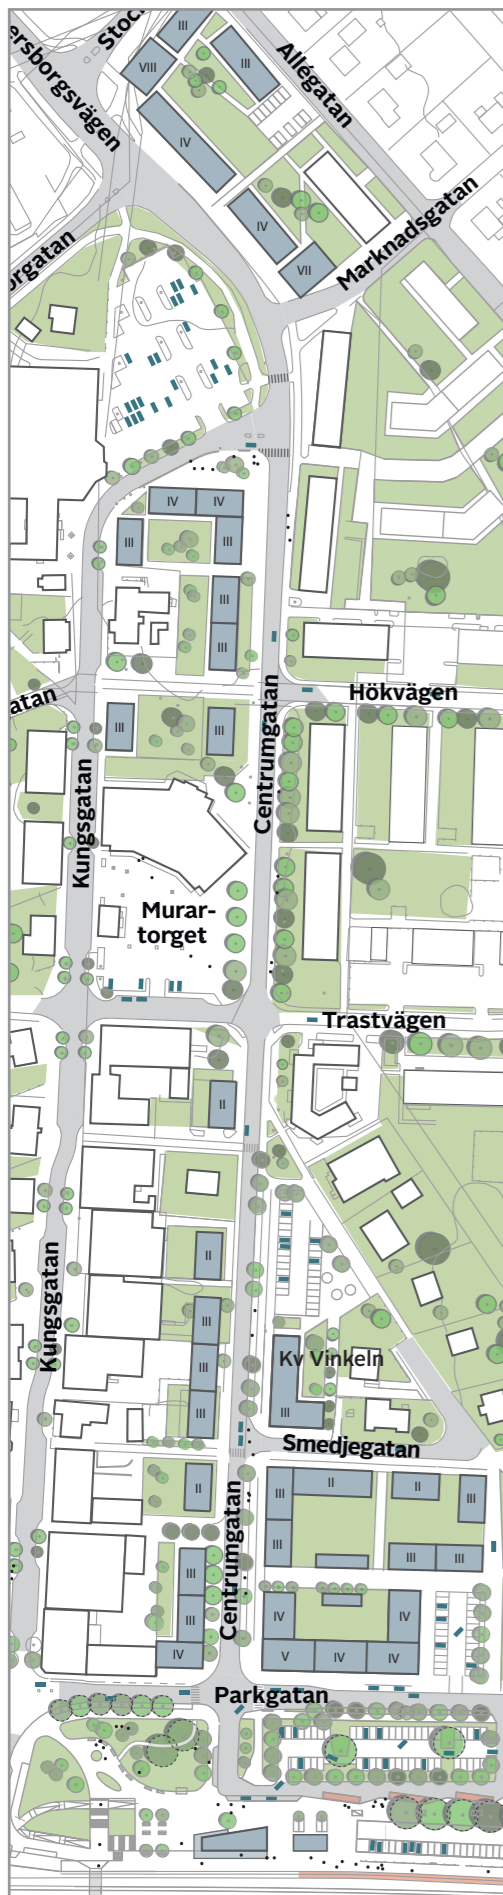 Stoc
ersborgsvägen
III
VIII
III
Allégatan
IV
IV
VII
Marknadsgatan
orgatan
IV
IV
III
III
III
III
Hökvägen
atan
III
III
Centrumgatan
Kungsgatan
Murar-
torget
Trastvägen
II
II
Kungsgatan
III
III
III
Kv Vinkeln
III
Smedjegatan
II
III
II
II
III
III
III
III
Centrumgatan
III
III
IV
IV
IV
V
IV
IV
Parkgatan